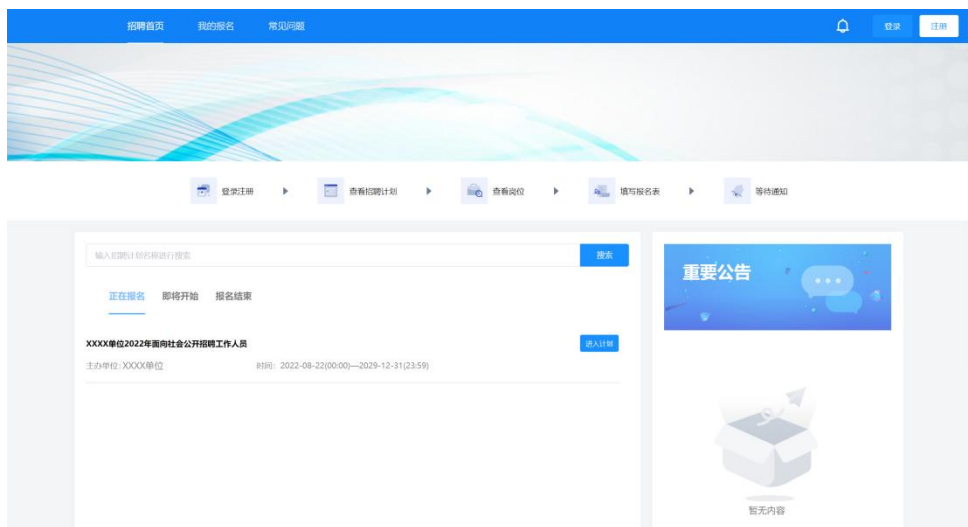 招聘首页 我的报名 常见问题 登录 注册
登录注册 查看招聘计划 查看岗位 填写报名表 等待通知
输入招聘计划名称进行搜索 搜索
重要公告
正在报名 即将开始 报名结束
XXXX单位2022年面向社会公开招聘工作人员 进入计划
主办单位: XXXX单位 时间: 2022-08-22(00:00)—2029-12-31(23:59)
暂无内容